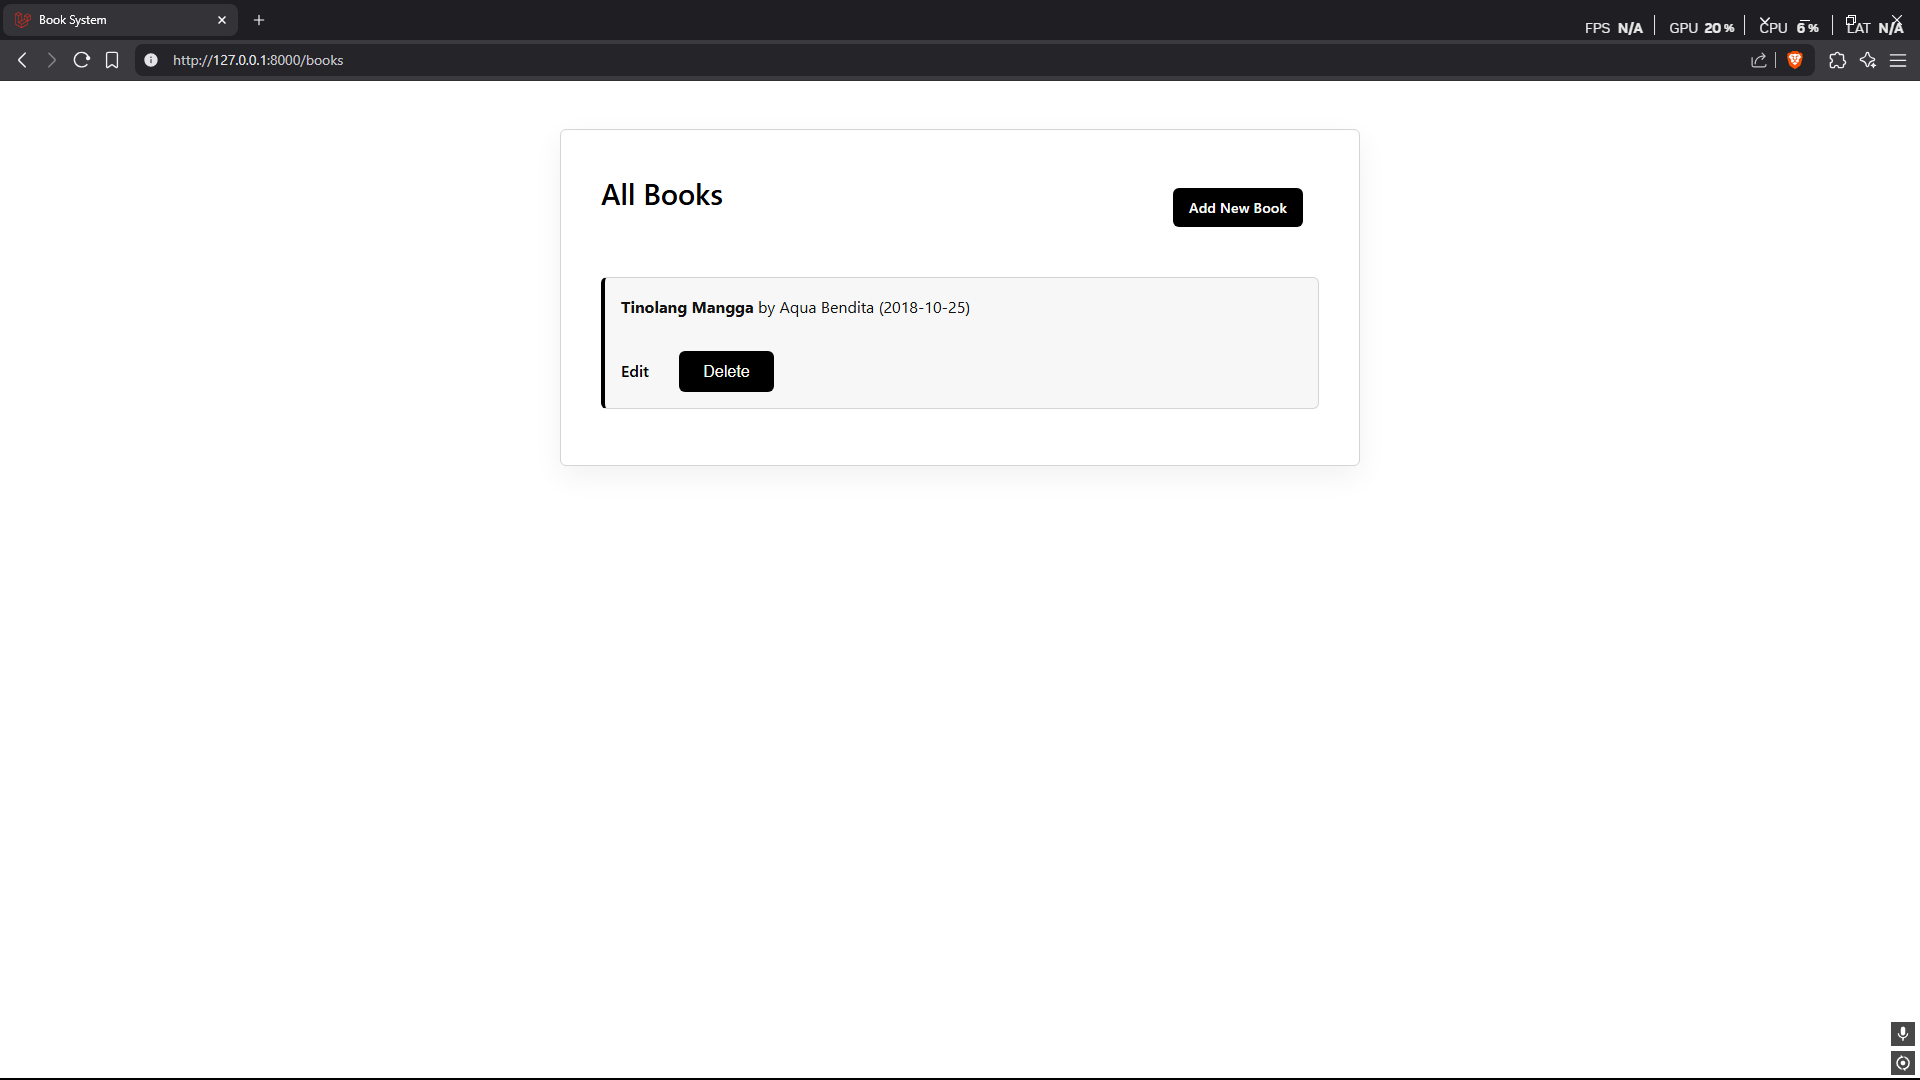 Book System
FPS N/A GPU 20% CPU 6% LAT N/A
http://127.0.0.1:8000/books
All Books
Add New Book
Tinolang Mangga by Aqua Bendita (2018-10-25)
Edit Delete